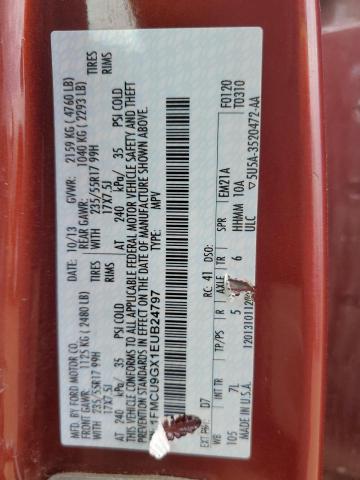 MFD. BY FORD MOTOR CO.
DATE: 10/13 GVWR: 2159 KG ( 4760 LB)
FRONT GAWR: 1125 KG ( 2480 LB) REAR GAWR: 1040 KG ( 2293 LB)
WITH 235/55R17 99H TIRES WITH 235/55R17 99H TIRES
17X7.5J RIMS 17X7.5J RIMS
AT 240 kPa/ 35 PSI COLD AT 240 kPa/ 35 PSI COLD
THIS VEHICLE CONFORMS TO ALL APPLICABLE FEDERAL MOTOR VEHICLE SAFETY AND BUMPER
STANDARDS IN EFFECT ON THE DATE OF MANUFACTURE SHOWN ABOVE.
1FMCU9GX1EUB24797 TYPE: MPV
F0120
T0310
EXT PNT: D7 RC: 41 DSO:
WB INT TR TP/PS R AXLE TR SPR EM21A
105 7L 5 6 HHMM 10A
MADE IN U.S.A. ULC
▽5U5A-3520472-AA